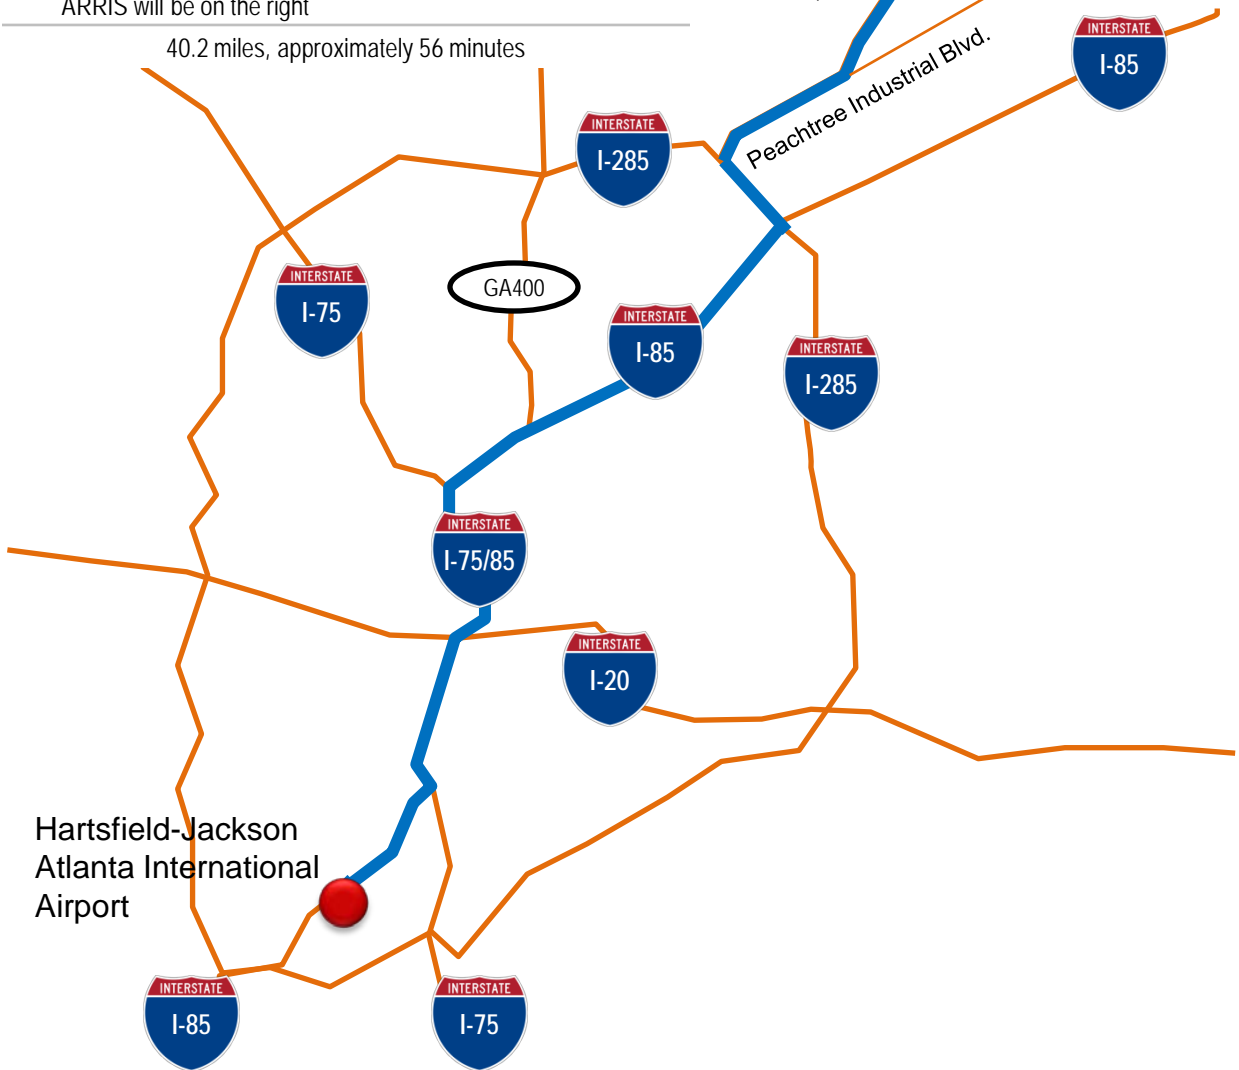 ARRIS will be on the right
40.2 miles, approximately 56 minutes
Peachtree Industrial Blvd.
INTERSTATE
I-85
INTERSTATE
I-285
INTERSTATE
I-75
GA400
INTERSTATE
I-85
INTERSTATE
I-285
INTERSTATE
I-75/85
INTERSTATE
I-20
Hartsfield-Jackson
Atlanta International
Airport
INTERSTATE
I-85
INTERSTATE
I-75